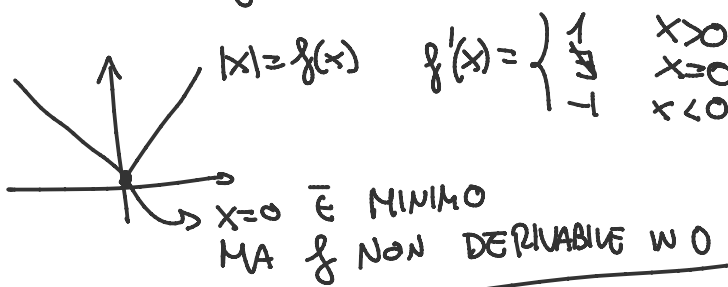 |x| = f(x) f'(x) = { 1 x>0
∄ x=0
-1 x<0
x=0 È MINIMO
MA f NON DERIVABILE IN 0